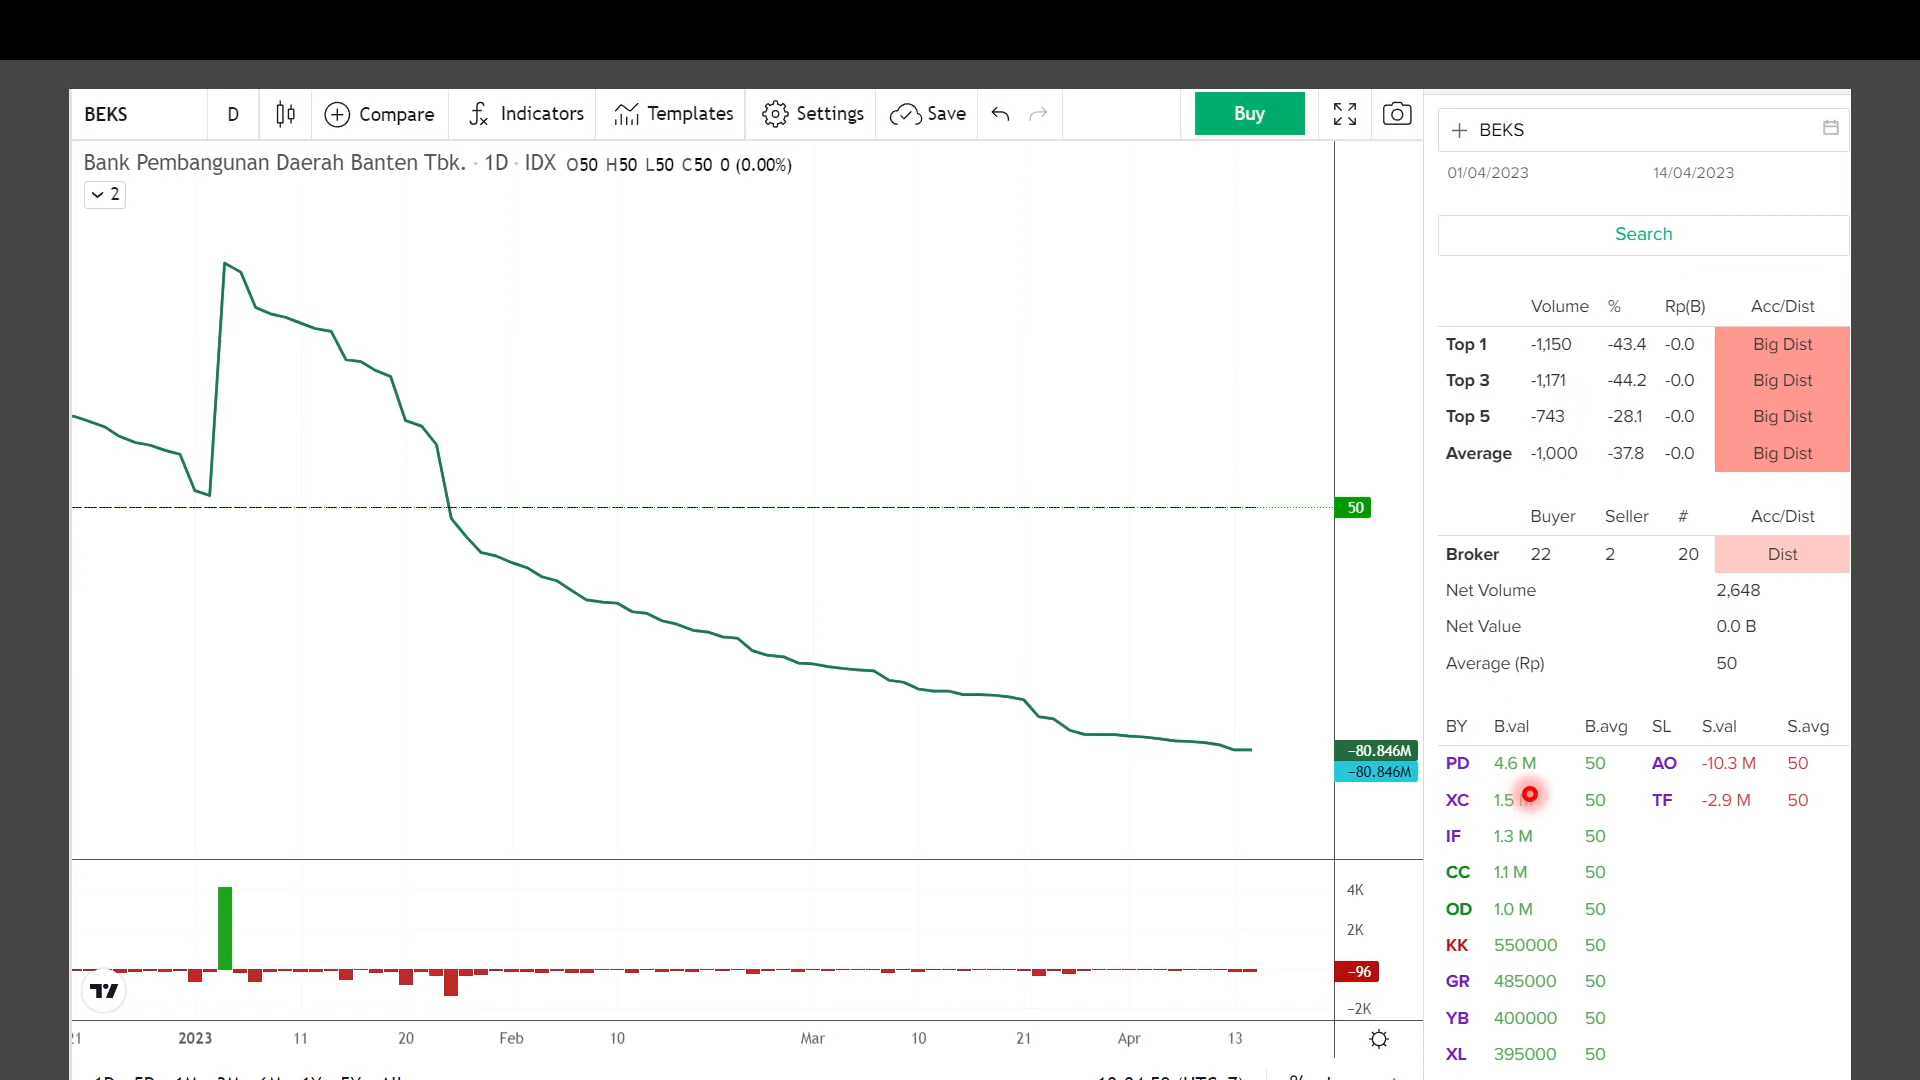 BEKS D Compare Indicators Templates Settings Save Buy
Bank Pembangunan Daerah Banten Tbk. · 1D · IDX O50 H50 L50 C50 0 (0.00%)
2
50
−80.846M
−80.846M
4K
2K
−96
−2K
21 2023 11 20 Feb 10 Mar 10 21 Apr 13
BEKS
01/04/2023 14/04/2023
Search
Volume % Rp(B) Acc/Dist
Top 1 -1,150 -43.4 -0.0 Big Dist
Top 3 -1,171 -44.2 -0.0 Big Dist
Top 5 -743 -28.1 -0.0 Big Dist
Average -1,000 -37.8 -0.0 Big Dist
Buyer Seller # Acc/Dist
Broker 22 2 20 Dist
Net Volume 2,648
Net Value 0.0 B
Average (Rp) 50
BY B.val B.avg SL S.val S.avg
PD 4.6 M 50 AO -10.3 M 50
XC 1.5 M 50 TF -2.9 M 50
IF 1.3 M 50
CC 1.1 M 50
OD 1.0 M 50
KK 550000 50
GR 485000 50
YB 400000 50
XL 395000 50